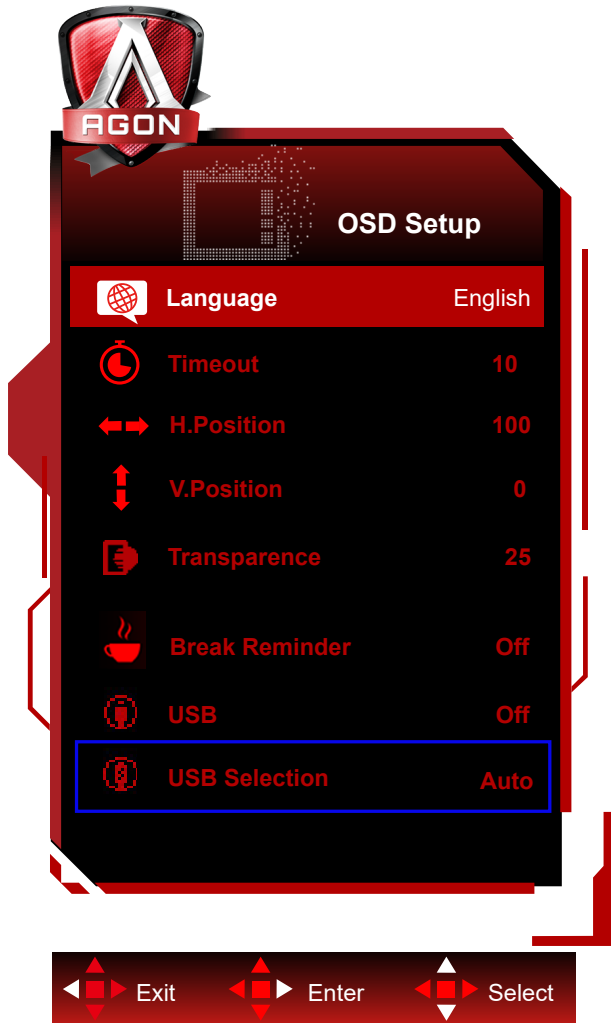 AGON
OSD Setup
Language English
Timeout 10
H.Position 100
V.Position 0
Transparence 25
Break Reminder Off
USB Off
USB Selection Auto
Exit Enter Select